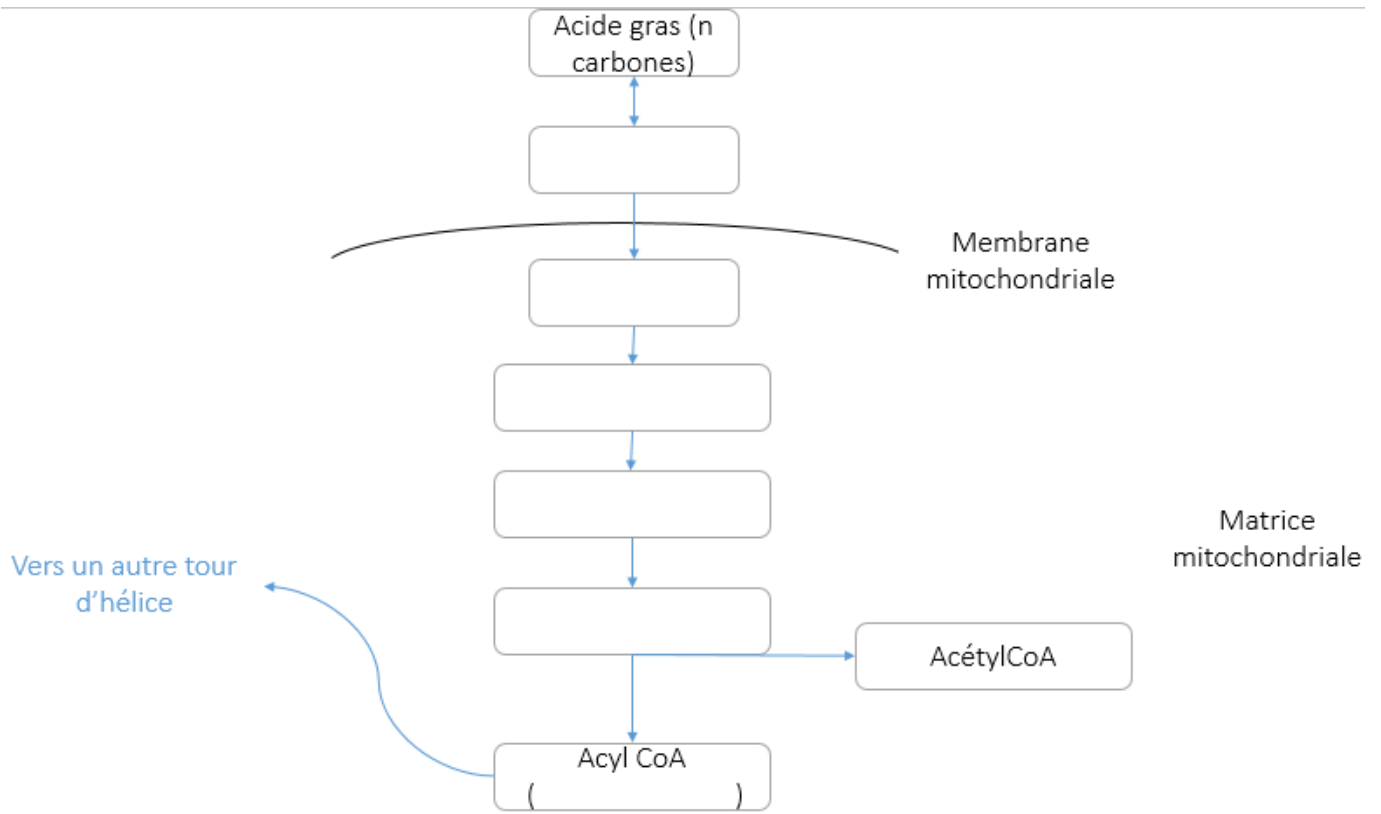 Acide gras (n
carbones)
Membrane
mitochondriale
Matrice
mitochondriale
Vers un autre tour
d’hélice
AcétylCoA
Acyl CoA
( )